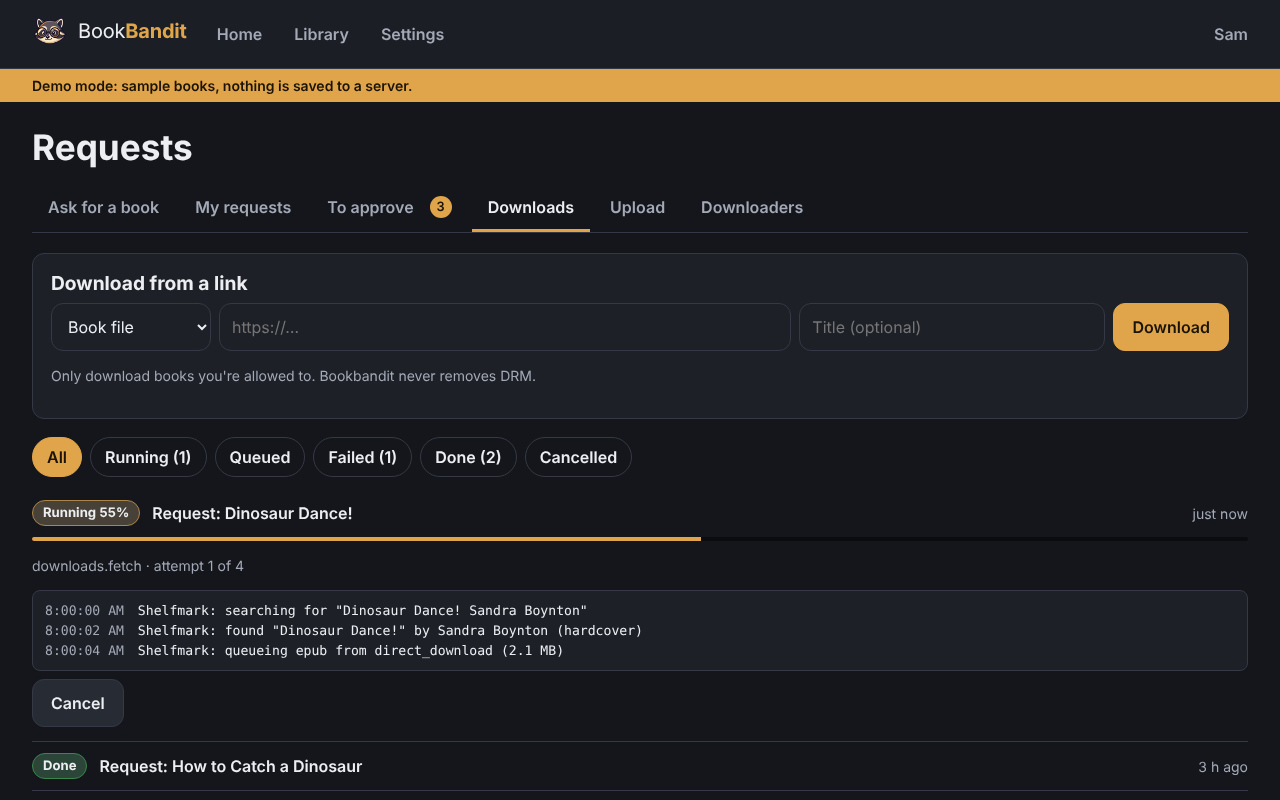 BookBandit Home Library Settings Sam
Demo mode: sample books, nothing is saved to a server.
Requests
Ask for a book My requests To approve 3 Downloads Upload Downloaders
Download from a link
Book file https://... Title (optional) Download
Only download books you're allowed to. Bookbandit never removes DRM.
All Running (1) Queued Failed (1) Done (2) Cancelled
Running 55% Request: Dinosaur Dance! just now
downloads.fetch · attempt 1 of 4
8:00:00 AM Shelfmark: searching for "Dinosaur Dance! Sandra Boynton"
8:00:02 AM Shelfmark: found "Dinosaur Dance!" by Sandra Boynton (hardcover)
8:00:04 AM Shelfmark: queueing epub from direct_download (2.1 MB)
Cancel
Done Request: How to Catch a Dinosaur 3 h ago